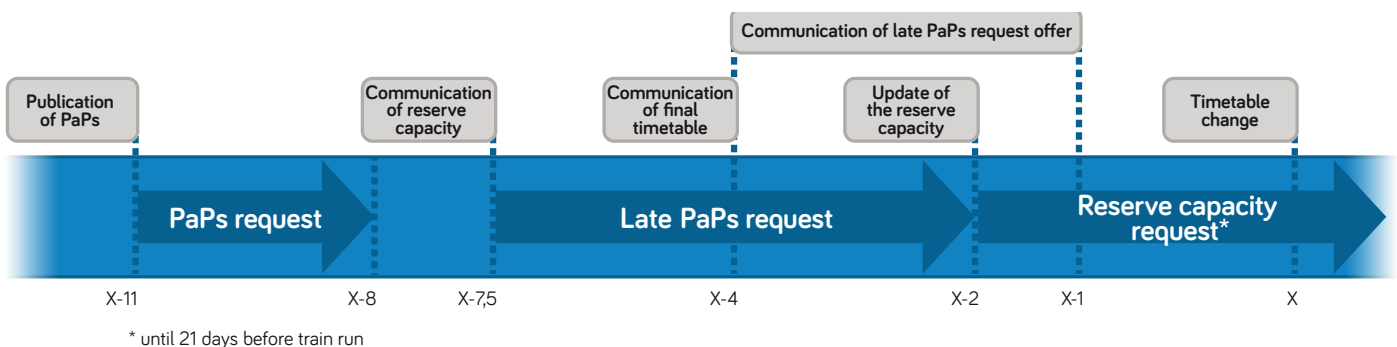 Communication of late PaPs request offer
Publication
of PaPs
Communication
of reserve
capacity
Communication
of final
timetable
Update of
the reserve
capacity
Timetable
change
PaPs request
Late PaPs request
Reserve capacity
request*
X-11
X-8
X-7,5
X-4
X-2
X-1
X
* until 21 days before train run